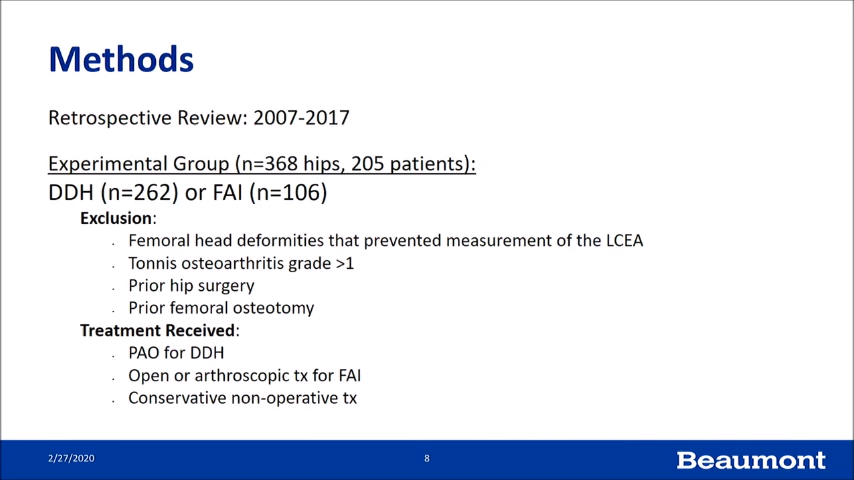 Methods
Retrospective Review: 2007-2017
Experimental Group (n=368 hips, 205 patients):
DDH (n=262) or FAI (n=106)
Exclusion:
. Femoral head deformities that prevented measurement of the LCEA
. Tonnis osteoarthritis grade >1
. Prior hip surgery
. Prior femoral osteotomy
Treatment Received:
. PAO for DDH
. Open or arthroscopic tx for FAI
. Conservative non-operative tx
2/27/2020 8 Beaumont